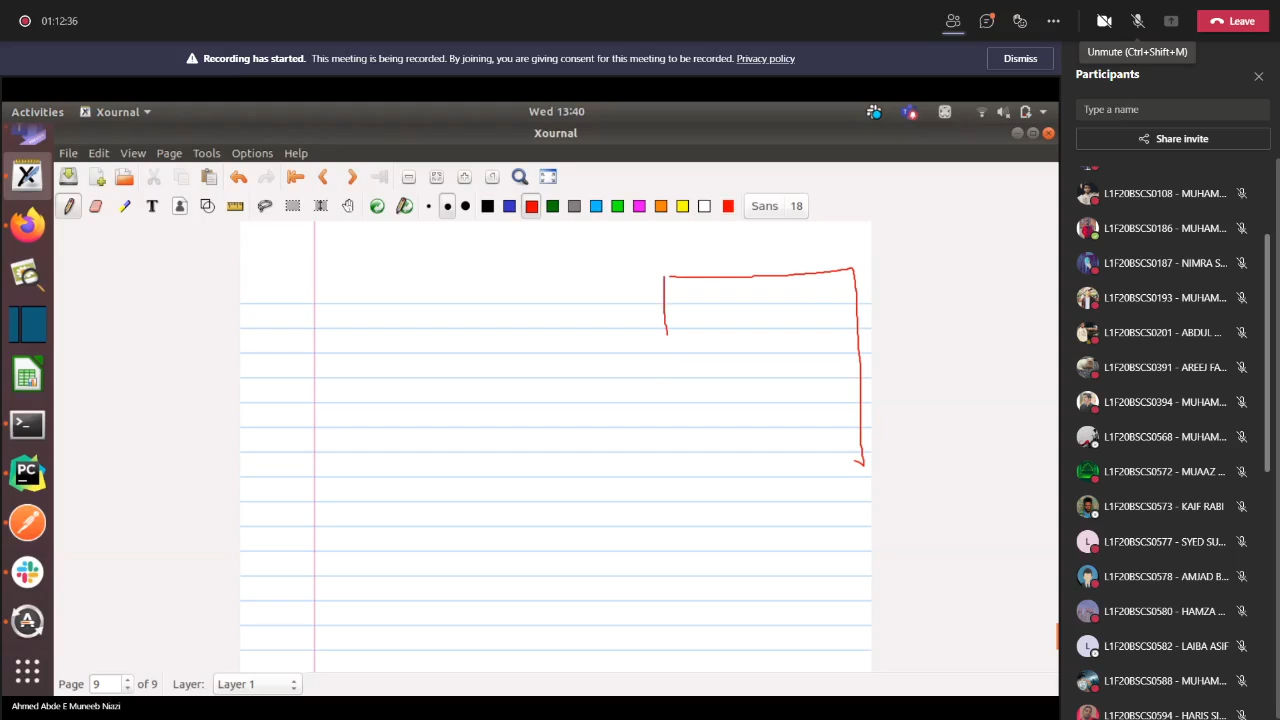 01:12:36
Leave
Recording has started. This meeting is being recorded. By joining, you are giving consent for this meeting to be recorded. Privacy policy
Dismiss
Unmute (Ctrl+Shift+M)
Participants
Type a name
Share invite
Activities
Xournal
Wed 13:40
Xournal
File Edit View Page Tools Options Help
Sans 18
L1F20BSCS0108 - MUHAM...
L1F20BSCS0186 - MUHAM...
L1F20BSCS0187 - NIMRA S...
L1F20BSCS0193 - MUHAM...
L1F20BSCS0201 - ABDUL ...
L1F20BSCS0391 - AREEJ FA...
L1F20BSCS0394 - MUHAM...
L1F20BSCS0568 - MUHAM...
L1F20BSCS0572 - MUAAZ ...
L1F20BSCS0573 - KAIF RABI
L1F20BSCS0577 - SYED SU...
L1F20BSCS0578 - AMJAD B...
L1F20BSCS0580 - HAMZA ...
L1F20BSCS0582 - LAIBA ASIF
L1F20BSCS0588 - MUHAM...
L1F20BSCS0594 - HARIS SI...
PC
L
L
Page 9 of 9 Layer: Layer 1
Ahmed Abde E Muneeb Niazi